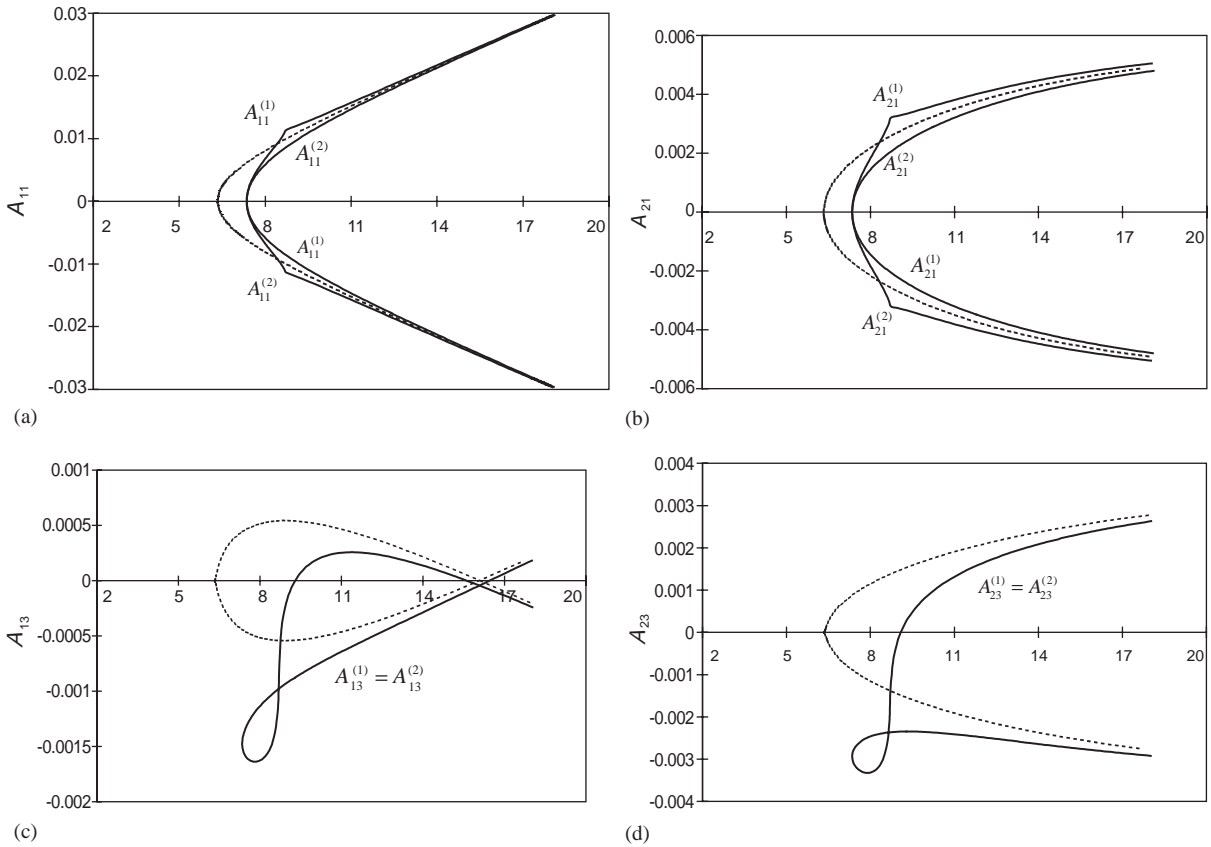 0.03
0.02
0.01
0
-0.01
-0.02
-0.03
A11
2 5 8 11 14 17 20
A11(1)
A11(2)
A11(1)
A11(2)
(a)
0.006
0.004
0.002
0
-0.002
-0.004
-0.006
A21
2 5 8 11 14 17 20
A21(1)
A21(2)
A21(1)
A21(2)
(b)
0.001
0.0005
0
-0.0005
-0.001
-0.0015
-0.002
A13
2 5 8 11 14 17 20
A13(1) = A13(2)
(c)
0.004
0.003
0.002
0.001
0
-0.001
-0.002
-0.003
-0.004
A23
2 5 8 11 14 17 20
A23(1) = A23(2)
(d)